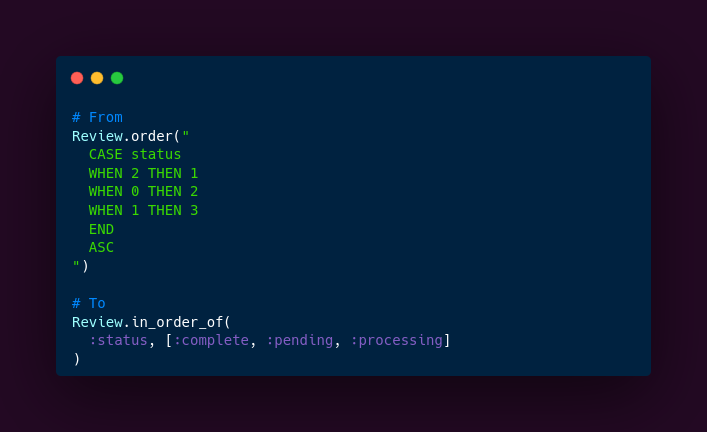 # From
Review.order("
  CASE status
  WHEN 2 THEN 1
  WHEN 0 THEN 2
  WHEN 1 THEN 3
  END
  ASC
")
# To
Review.in_order_of(
  :status, [:complete, :pending, :processing]
)